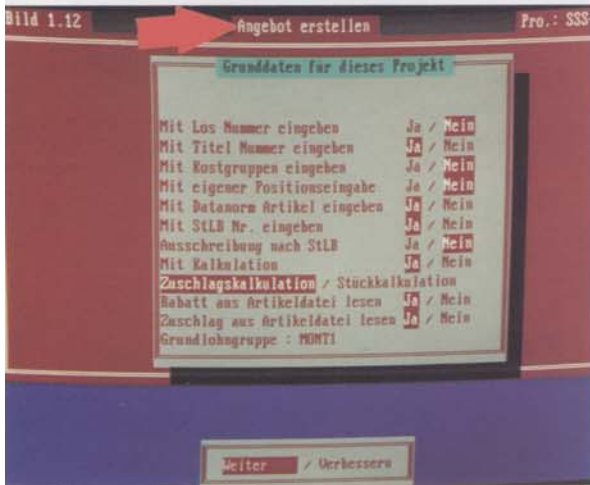 Bild 1.12 Angebot erstellen Pro.: SSS
Grunddaten für dieses Projekt
Mit Los Nummer eingeben Ja / Nein
Mit Titel Nummer eingeben Ja / Nein
Mit Kostgruppen eingeben Ja / Nein
Mit eigener Positionseingabe Ja / Nein
Mit Datanorm Artikel eingeben Ja / Nein
Mit StLB Nr. eingeben Ja / Nein
Ausschreibung nach StLB Ja / Nein
Mit Kalkulation Ja / Nein
Zuschlagskalkulation / Stückkalkulation
Rabatt aus Artikeldatei lesen Ja / Nein
Zuschlag aus Artikeldatei lesen Ja / Nein
Grundlohngruppe : MONT1
Weiter / Verbessern